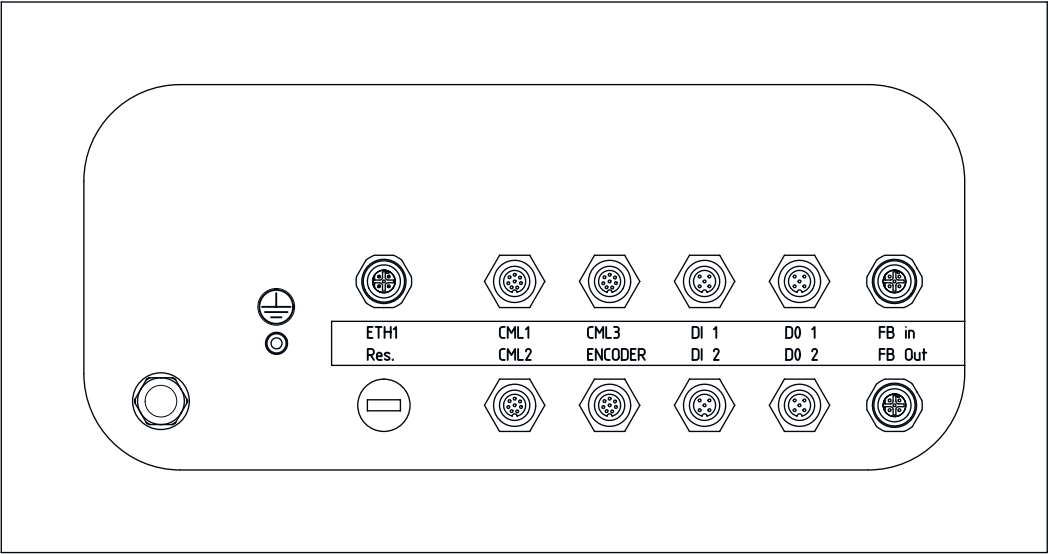 ETH1 CML1 CML3 DI 1 DO 1 FB in
Res. CML2 ENCODER DI 2 DO 2 FB Out